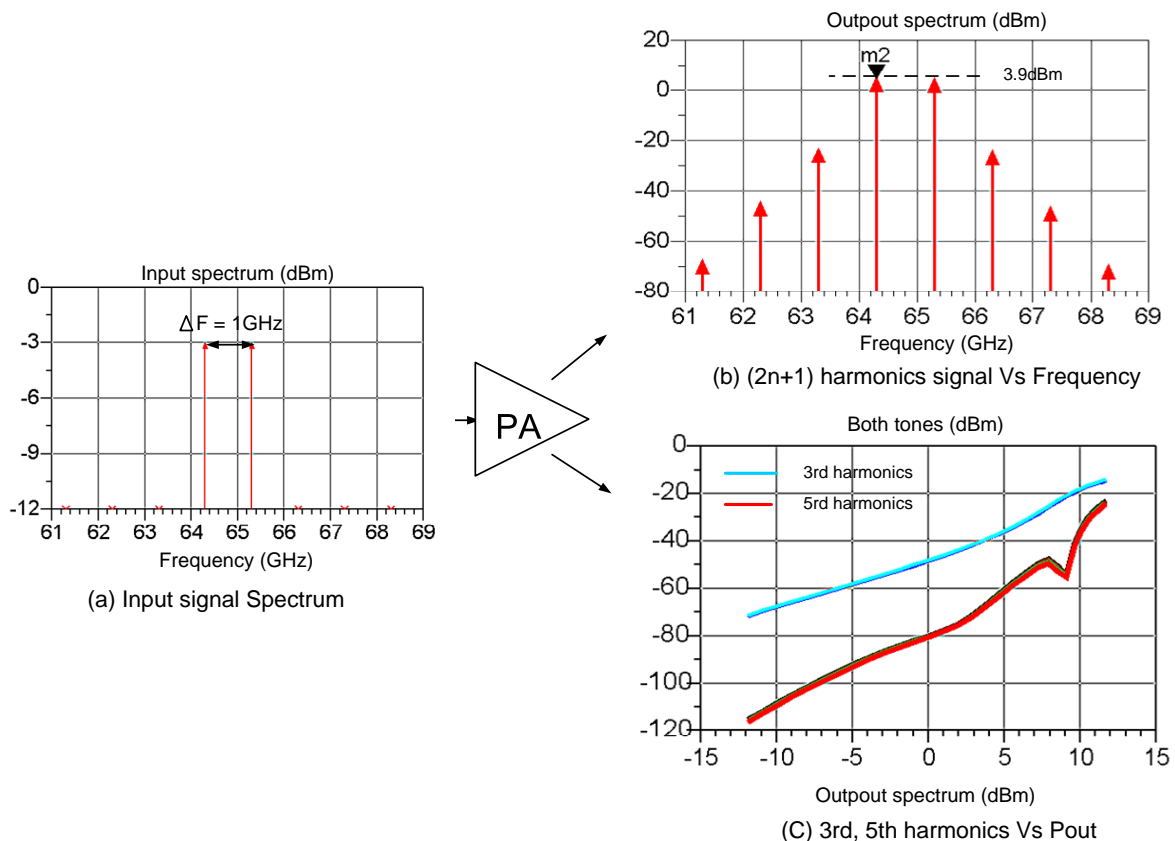 Input spectrum (dBm)
0
-3
-6
-9
-12
ΔF = 1GHz
61 62 63 64 65 66 67 68 69
Frequency (GHz)
(a) Input signal Spectrum
PA
Outpout spectrum (dBm)
20
0
-20
-40
-60
-80
m2
3.9dBm
61 62 63 64 65 66 67 68 69
Frequency (GHz)
(b) (2n+1) harmonics signal Vs Frequency
Both tones (dBm)
0
-20
-40
-60
-80
-100
-120
3rd harmonics
5rd harmonics
-15 -10 -5 0 5 10 15
Outpout spectrum (dBm)
(C) 3rd, 5th harmonics Vs Pout